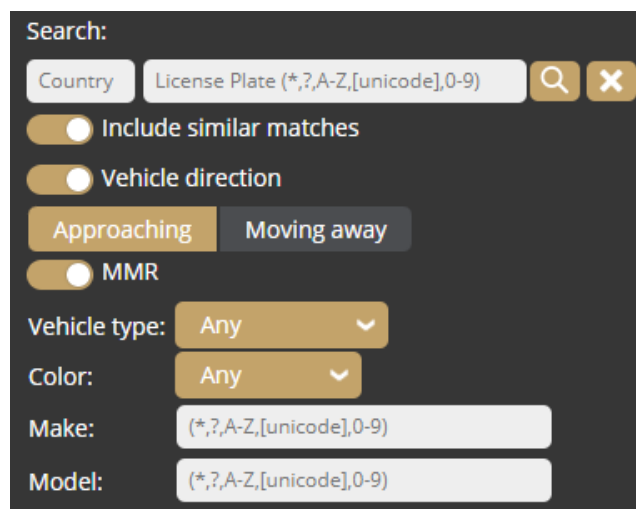 Search:
Country License Plate (*,?,A-Z,[unicode],0-9)
Include similar matches
Vehicle direction
Approaching Moving away
MMR
Vehicle type: Any
Color: Any
Make: (*,?,A-Z,[unicode],0-9)
Model: (*,?,A-Z,[unicode],0-9)